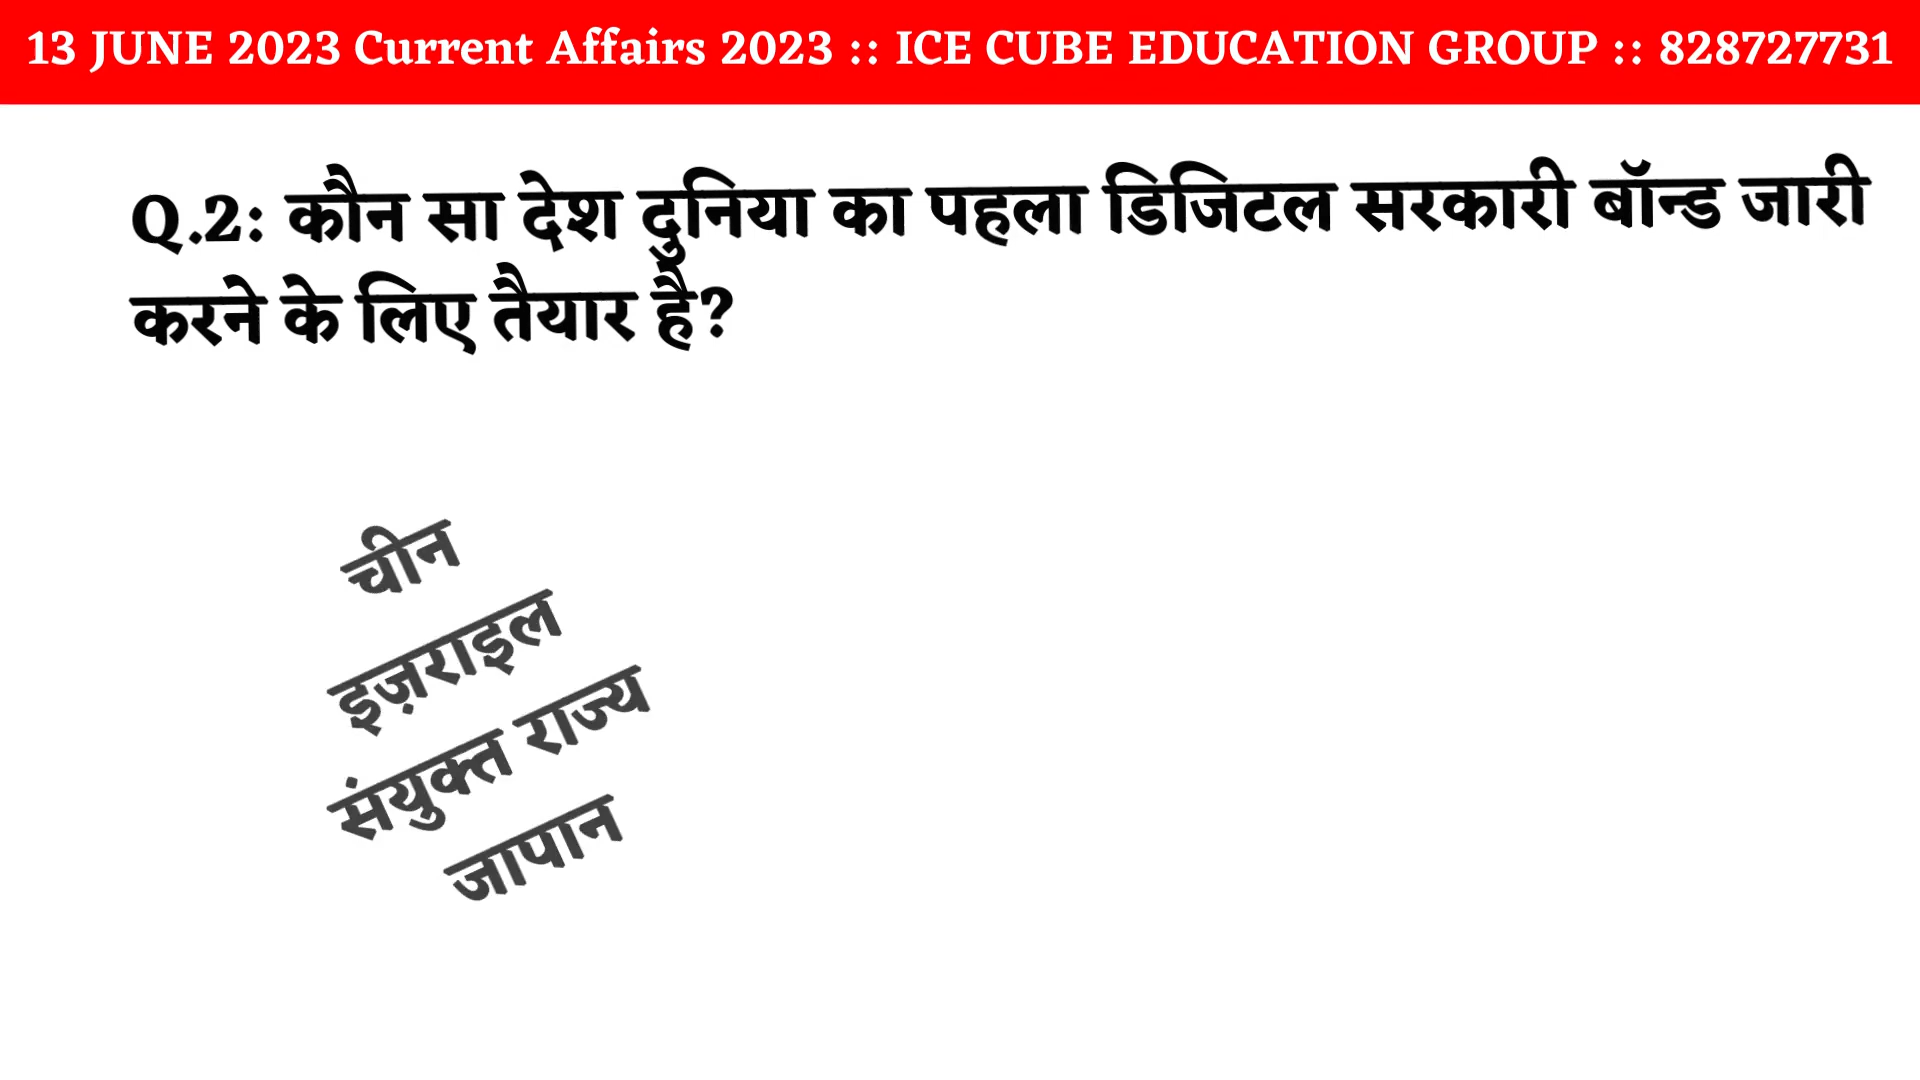 13 JUNE 2023 Current Affairs 2023 :: ICE CUBE EDUCATION GROUP :: 828727731
Q.2: कौन सा देश दुनिया का पहला डिजिटल सरकारी बॉन्ड जारी
करने के लिए तैयार है?
चीन
इज़राइल
संयुक्त राज्य
जापान